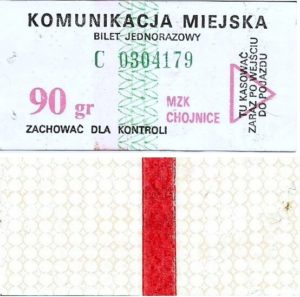 KOMUNIKACJA MIEJSKA
BILET JEDNORAZOWY
C 0304179
90 gr
MZK
CHOJNICE
ZACHOWAĆ DLA KONTROLI
TU KASOWAĆ
ZARAZ PO WEJŚCIU
DO POJAZDU